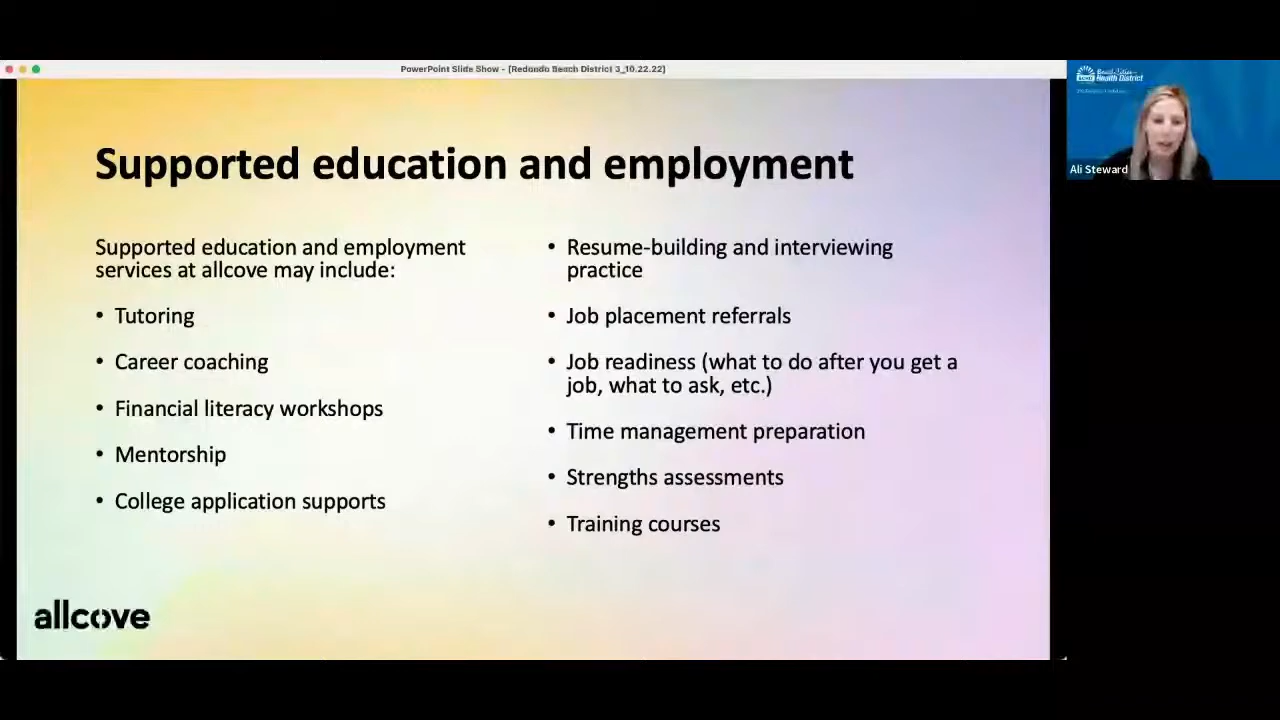 PowerPoint Slide Show - [Redondo Beach District 3_10.22.22]
Supported education and employment
Supported education and employment
services at allcove may include:
• Tutoring
• Career coaching
• Financial literacy workshops
• Mentorship
• College application supports
• Resume-building and interviewing
practice
• Job placement referrals
• Job readiness (what to do after you get a
job, what to ask, etc.)
• Time management preparation
• Strengths assessments
• Training courses
allcove
Beach Cities
Health District
Ali Steward